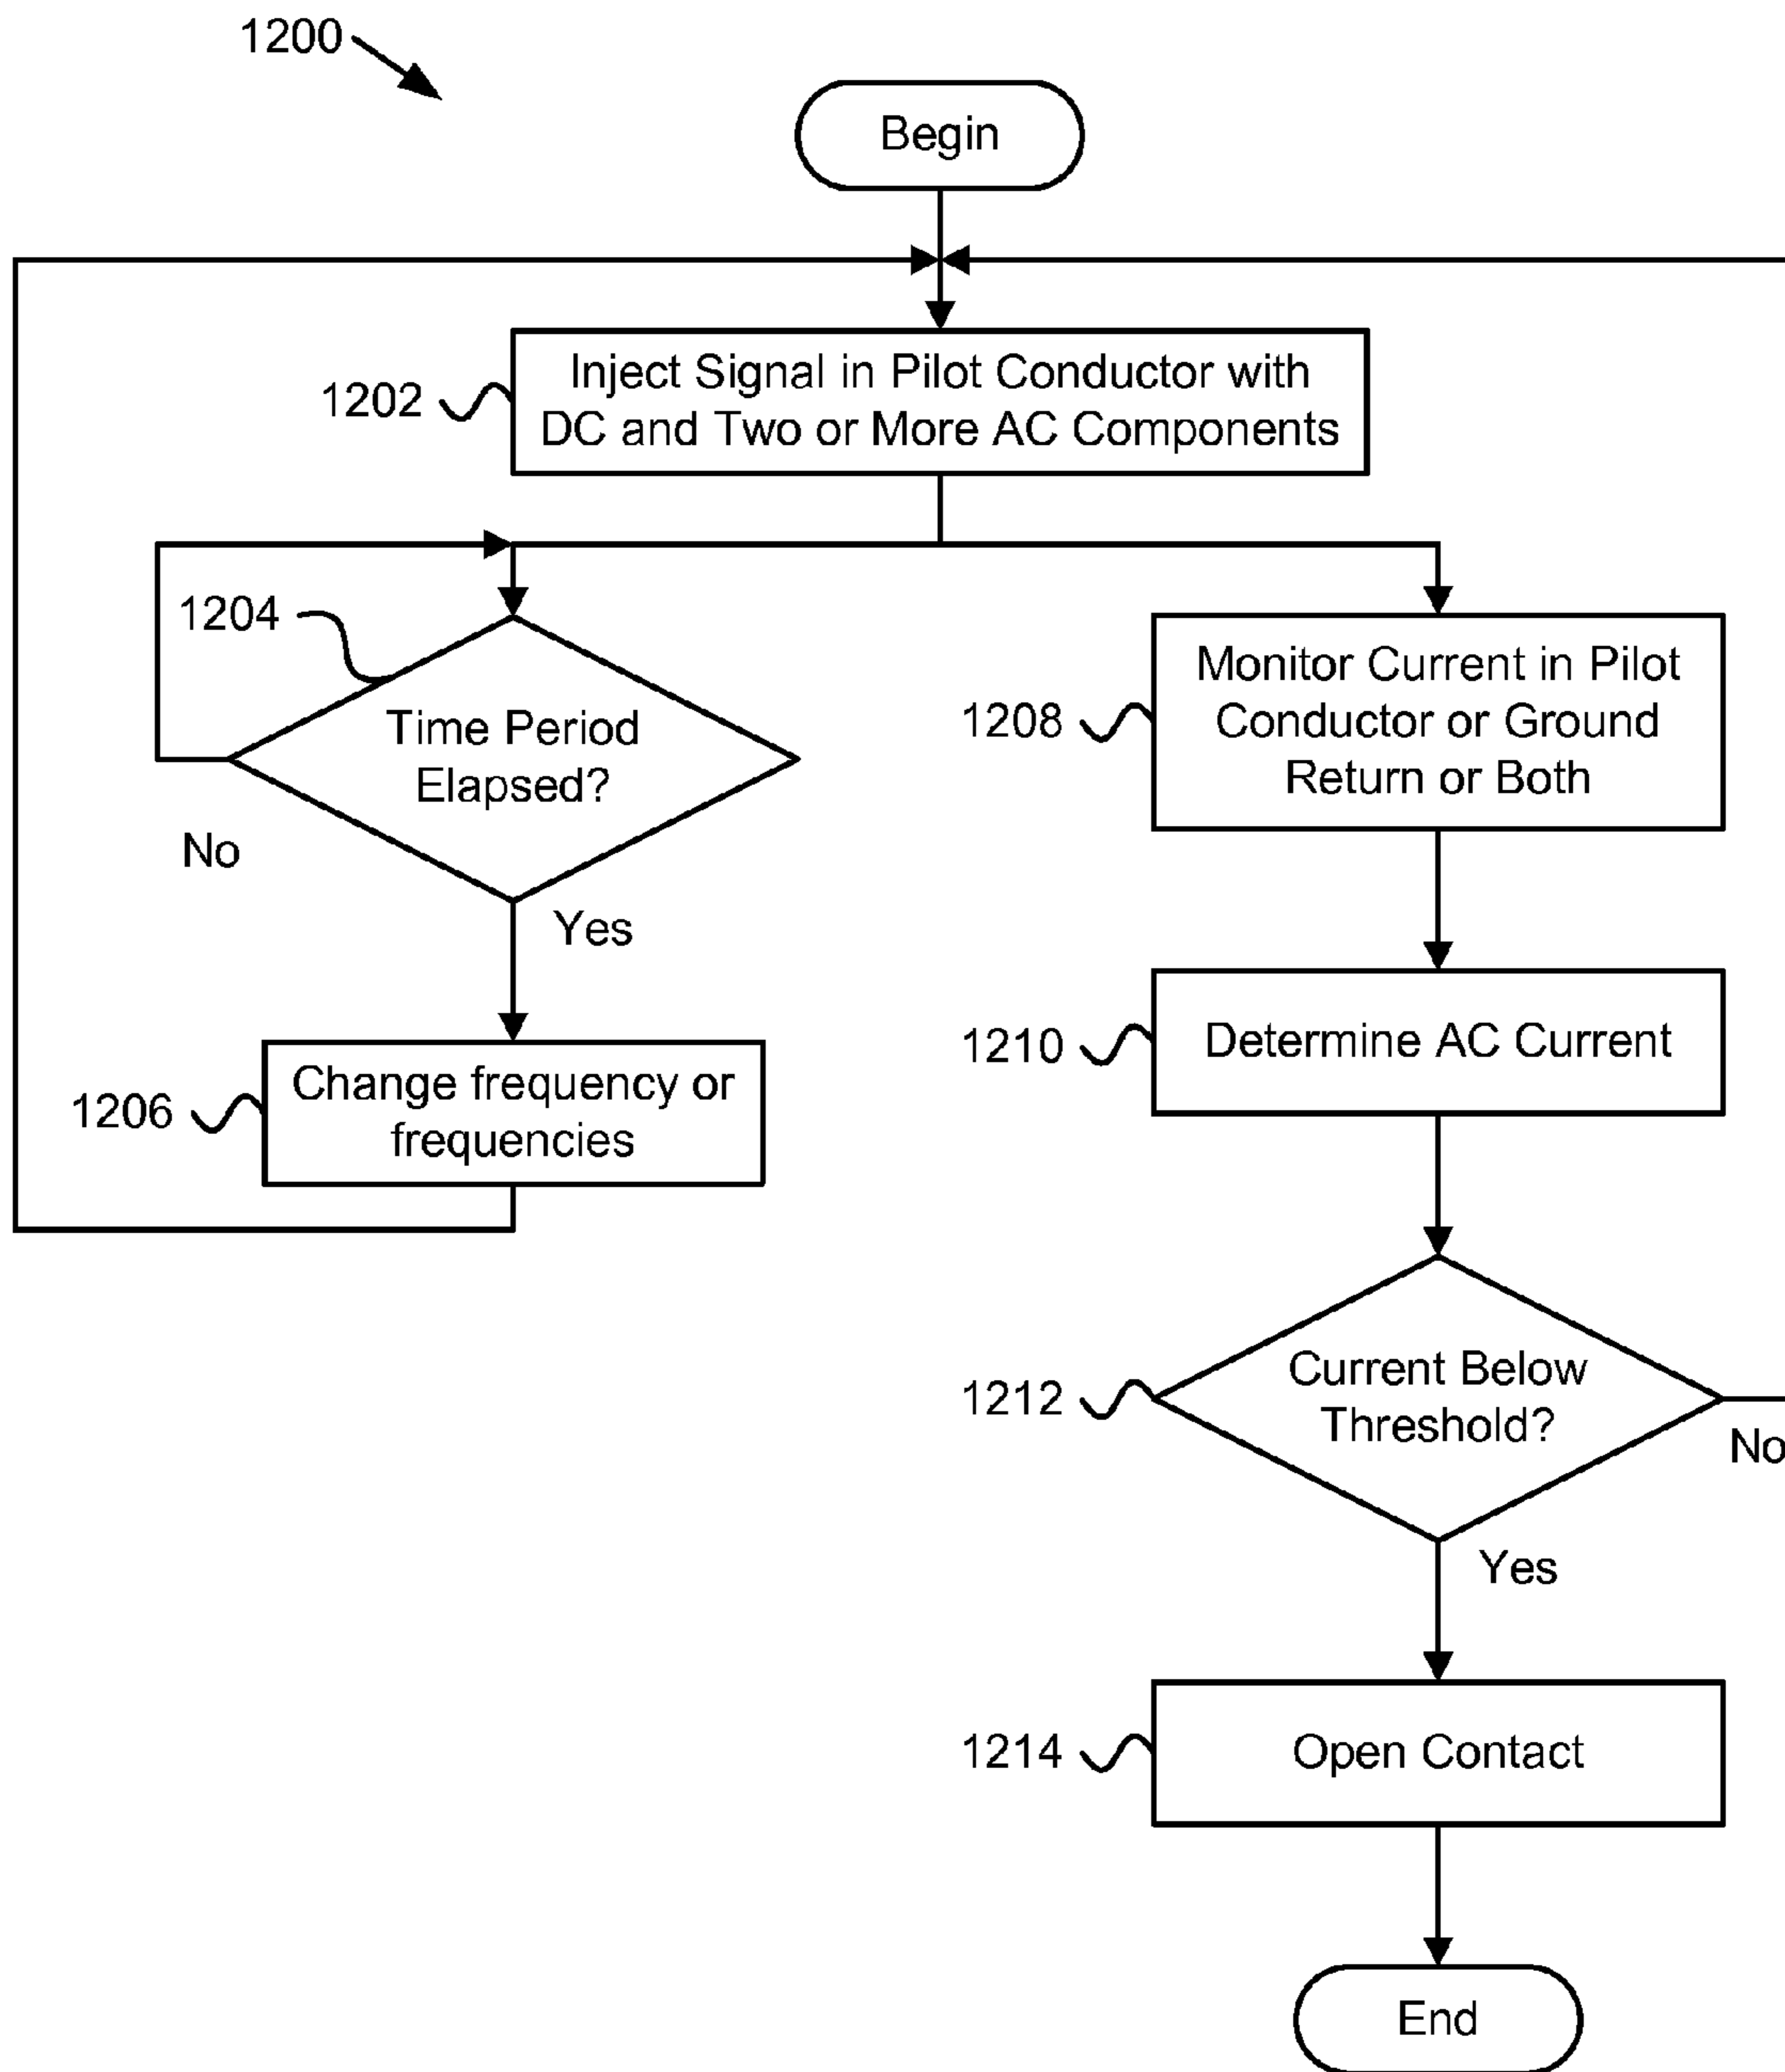 1200
Begin
1202
Inject Signal in Pilot Conductor with
DC and Two or More AC Components
1204
Time Period
Elapsed?
No
Yes
1206
Change frequency or
frequencies
1208
Monitor Current in Pilot
Conductor or Ground
Return or Both
1210
Determine AC Current
1212
Current Below
Threshold?
No
Yes
1214
Open Contact
End